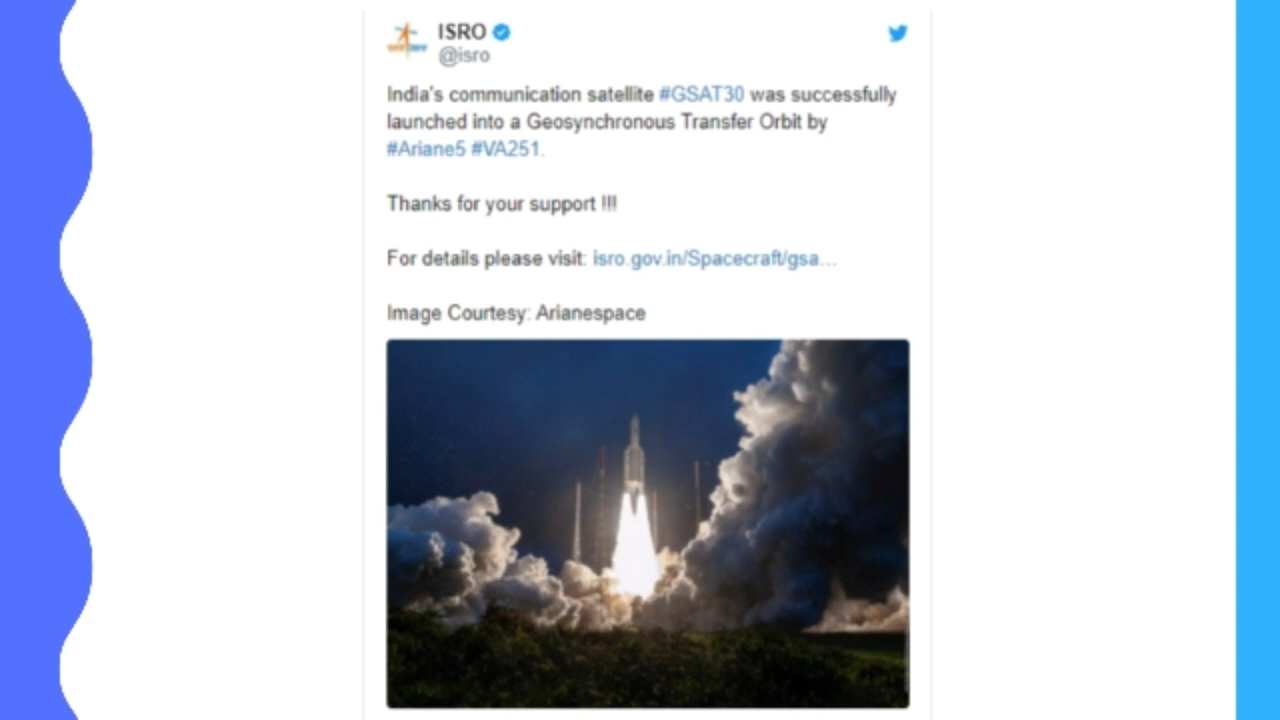 ISRO
@isro
India's communication satellite #GSAT30 was successfully
launched into a Geosynchronous Transfer Orbit by
#Ariane5 #VA251.
Thanks for your support !!!
For details please visit: isro.gov.in/Spacecraft/gsa...
Image Courtesy: Arianespace